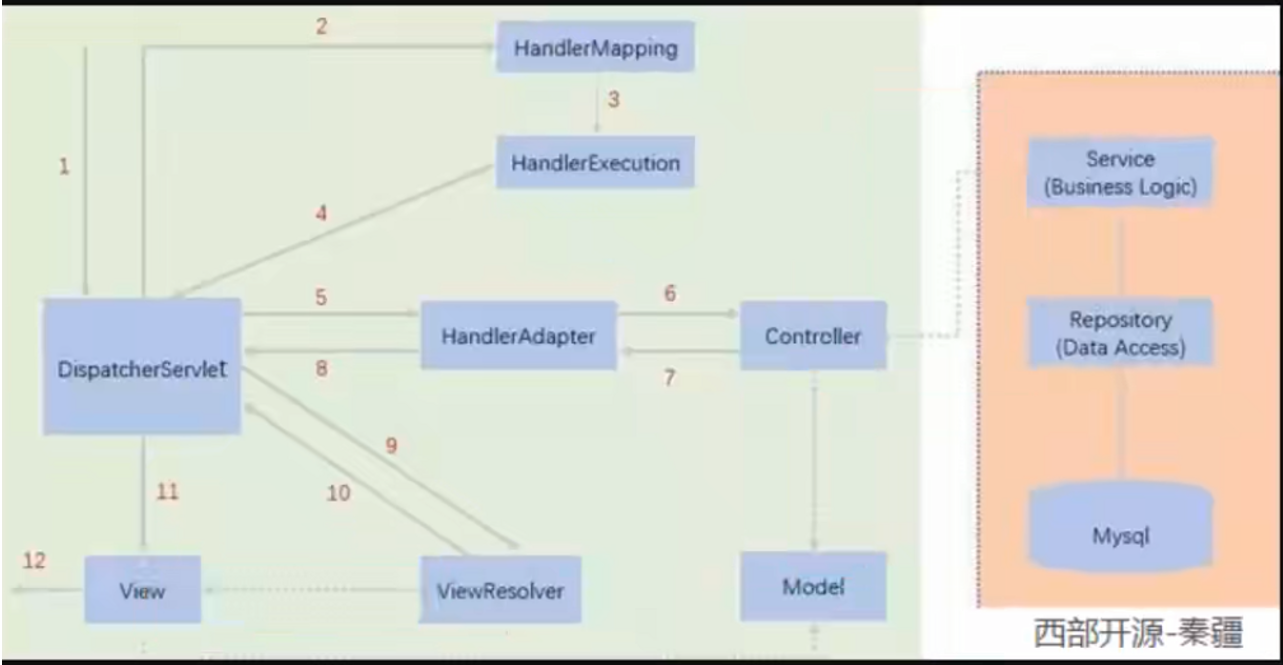 2
HandlerMapping
3
1
HandlerExecution
Service
(Business Logic)
4
5
6
HandlerAdapter
Controller
Repository
(Data Access)
DispatcherServlet
8
7
9
10
11
Mysql
12
View
ViewResolver
Model
西部开源-秦疆